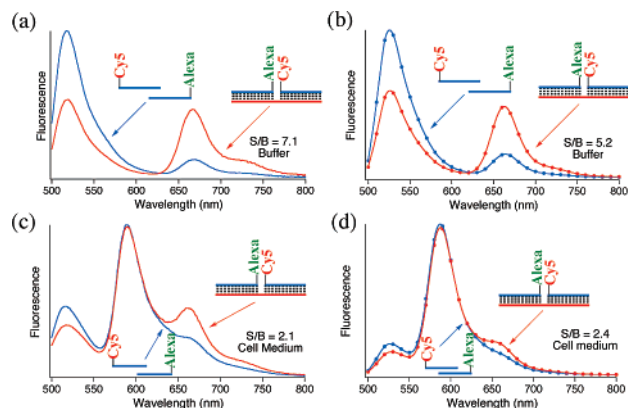 (a)
Fluorescence
Cy5
Alexa
Alexa
Cy5
S/B = 7.1
Buffer
500 550 600 650 700 750 800
Wavelength (nm)
(b)
Fluorescence
Cy5
Alexa
Alexa
Cy5
S/B = 5.2
Buffer
500 550 600 650 700 750 800
Wavelength (nm)
(c)
Fluorescence
Alexa
Cy5
S/B = 2.1
Cell Medium
Cy5
Alexa
500 550 600 650 700 750 800
Wavelength (nm)
(d)
Fluorescence
Alexa
Cy5
S/B = 2.4
Cell medium
Cy5
Alexa
500 550 600 650 700 750 800
Wavelength (nm)